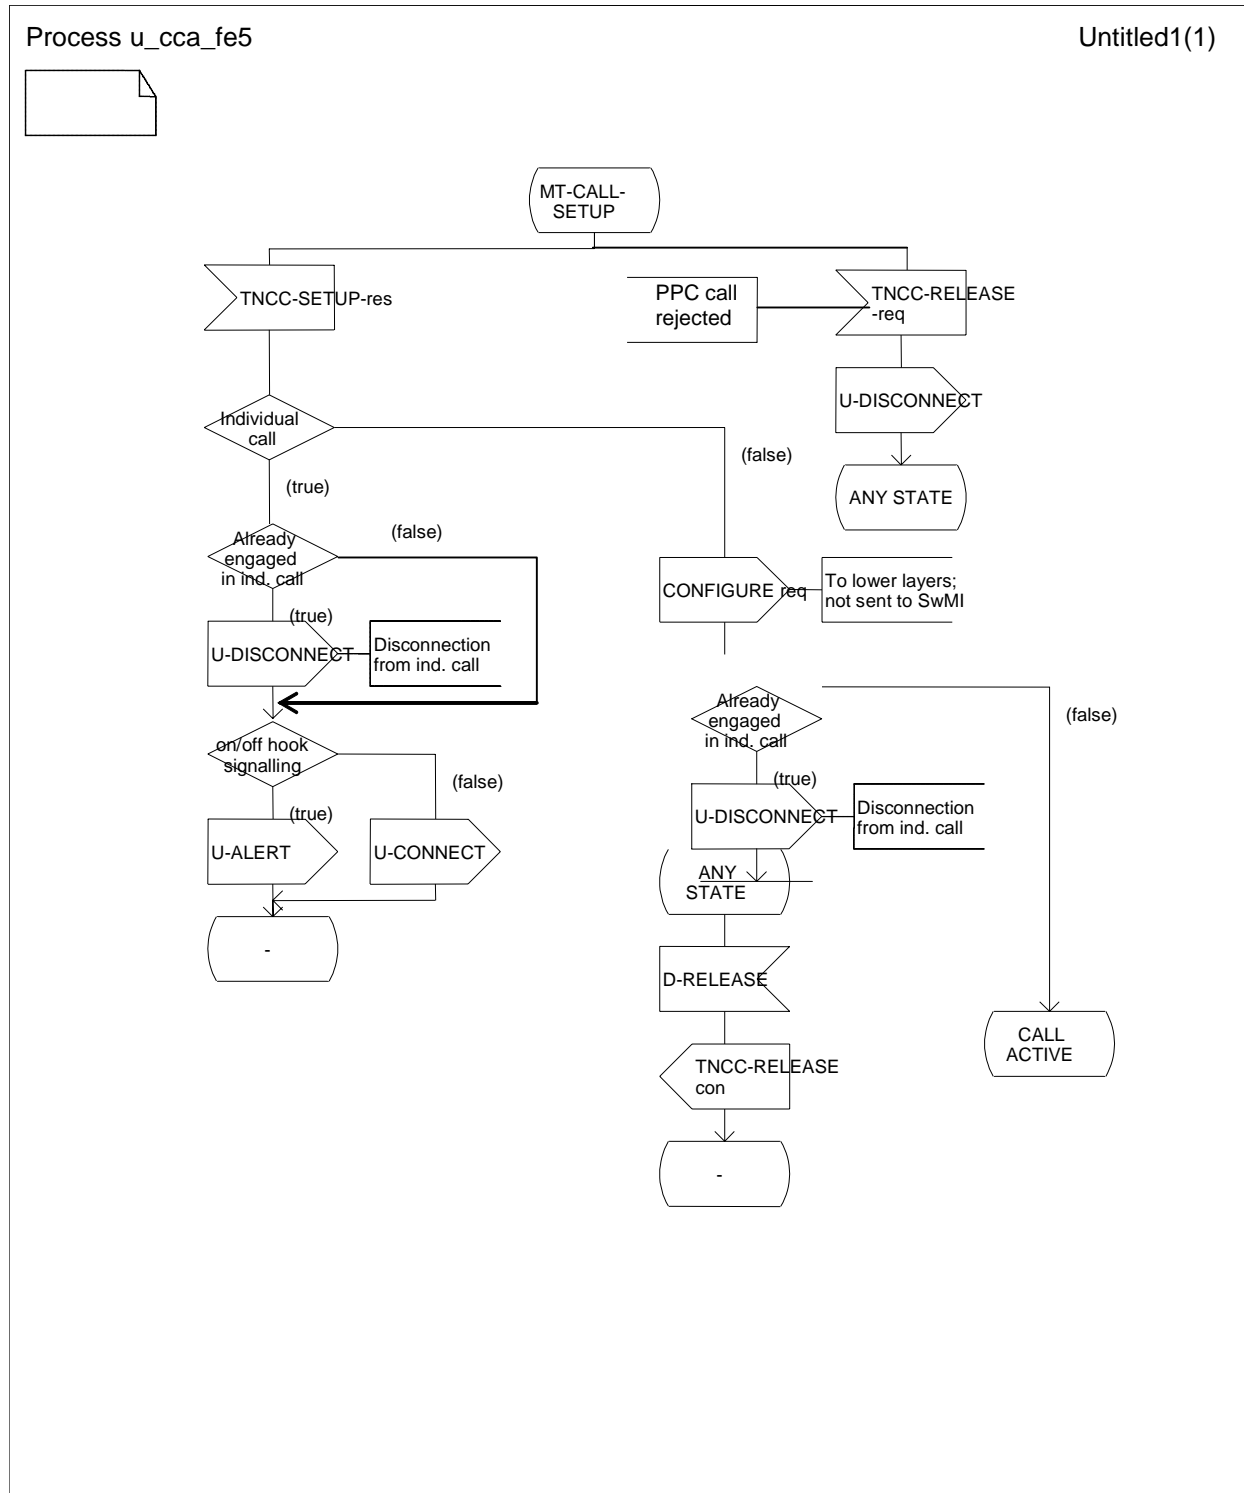 Process u_cca_fe5
Untitled1(1)
MT-CALL-
SETUP
TNCC-SETUP-res
PPC call
rejected
TNCC-RELEASE
-req
U-DISCONNECT
Individual
call
(false)
(true)
ANY STATE
Already
engaged
in ind. call
(false)
CONFIGURE req
To lower layers;
not sent to SwMI
(true)
U-DISCONNECT
Disconnection
from ind. call
Already
engaged
in ind. call
(false)
on/off hook
signalling
(false)
(true)
U-DISCONNECT
Disconnection
from ind. call
(true)
U-ALERT
U-CONNECT
ANY
STATE
-
D-RELEASE
CALL
ACTIVE
TNCC-RELEASE
con
-